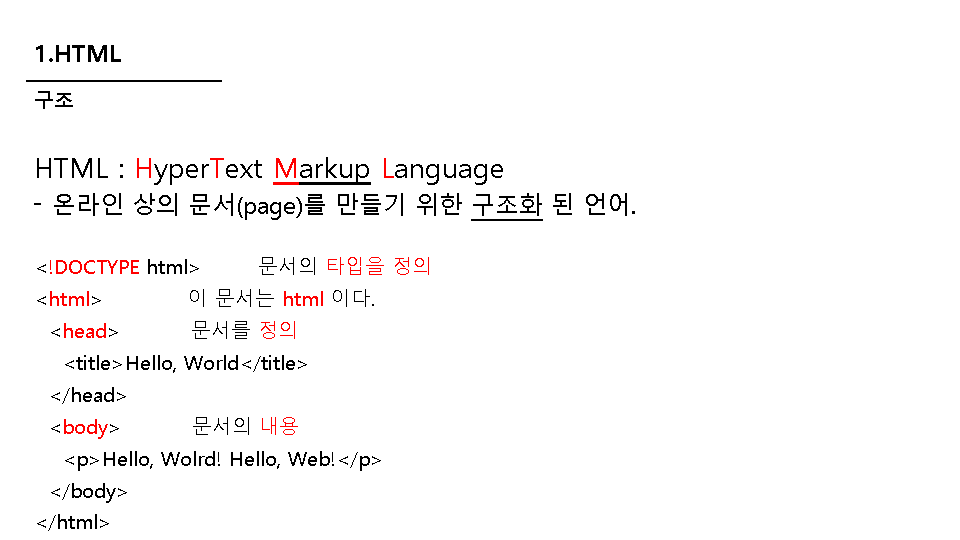 1.HTML
구조
HTML : HyperText Markup Language
- 온라인 상의 문서(page)를 만들기 위한 구조화 된 언어.
<!DOCTYPE html> 문서의 타입을 정의
<html> 이 문서는 html 이다.
<head> 문서를 정의
<title>Hello, World</title>
</head>
<body> 문서의 내용
<p>Hello, Wolrd! Hello, Web!</p>
</body>
</html>